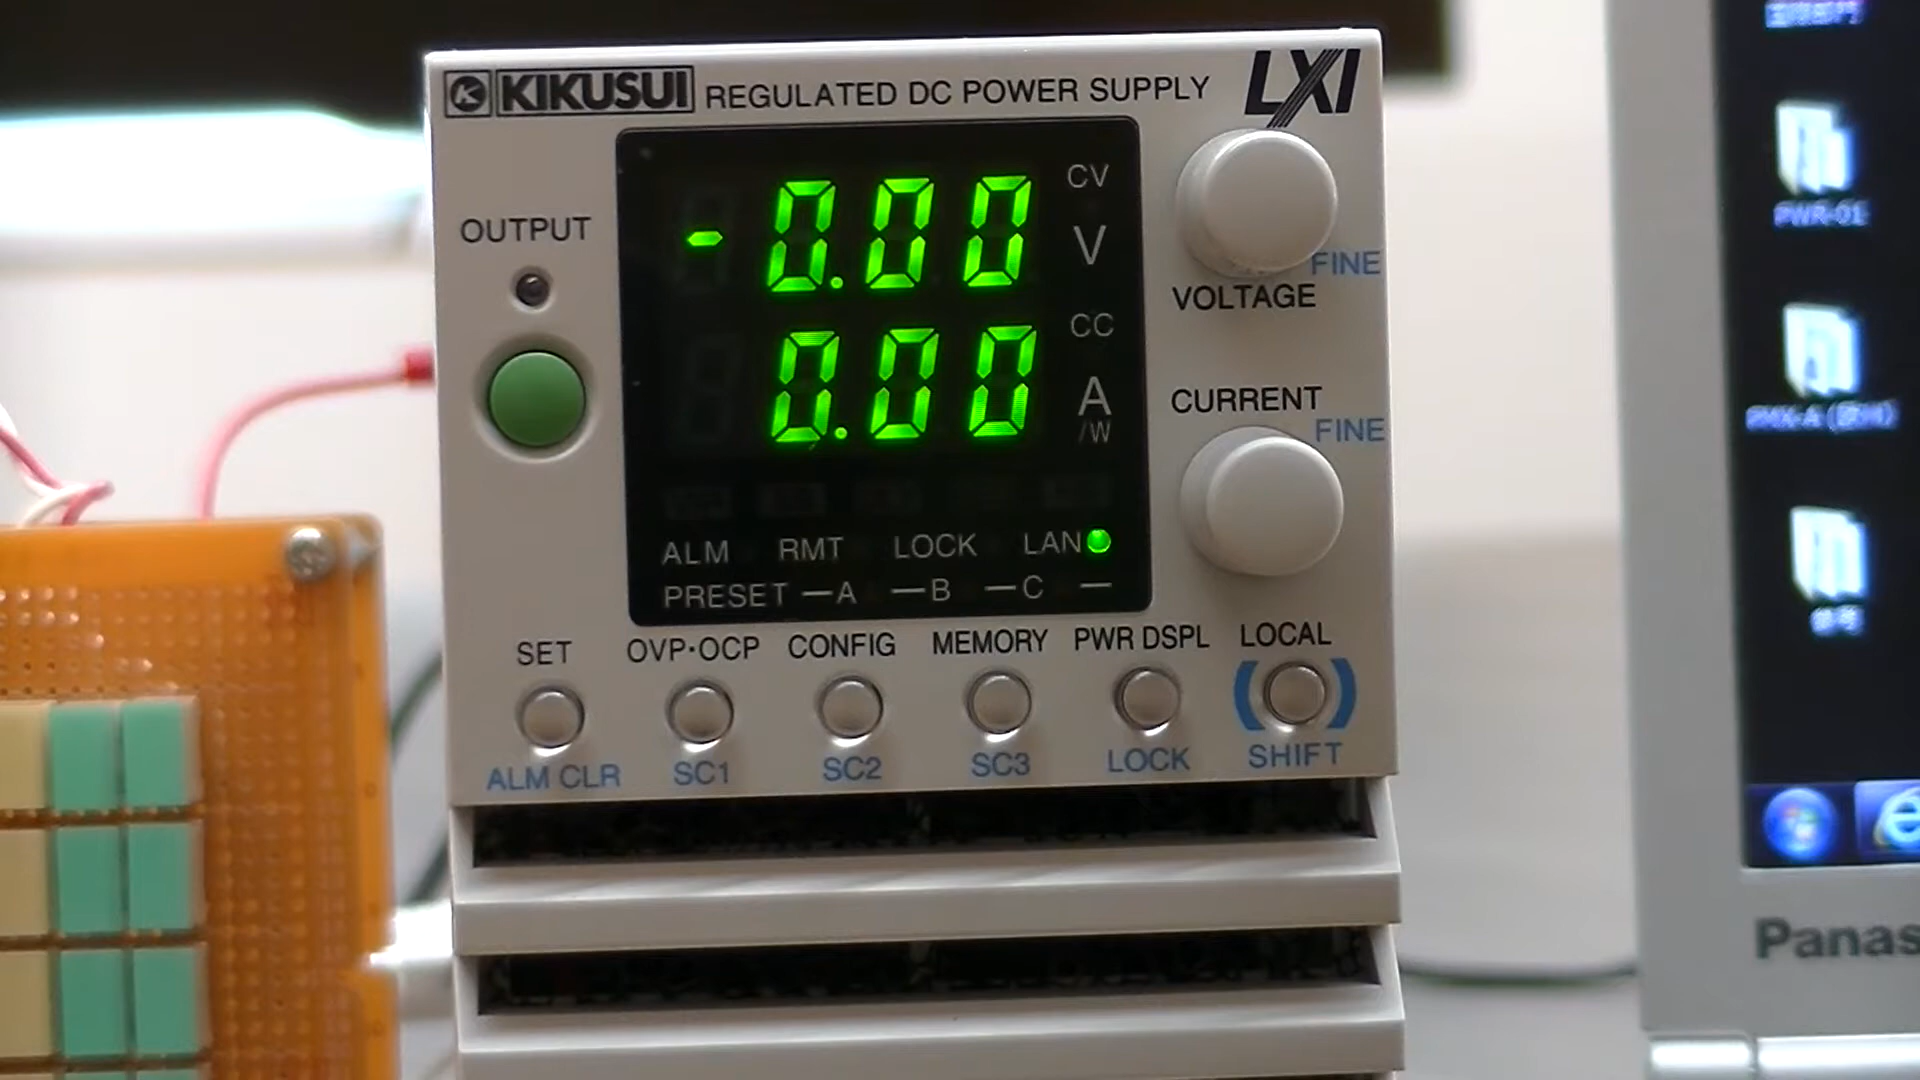 KIKUSUI REGULATED DC POWER SUPPLY LXI
OUTPUT
-0.00 CV V
0.00 CC A /W
ALM RMT LOCK LAN
PRESET —A —B —C —
VOLTAGE FINE
CURRENT FINE
SET OVP·OCP CONFIG MEMORY PWR DSPL LOCAL
ALM CLR SC1 SC2 SC3 LOCK SHIFT
PWR-01
Panas